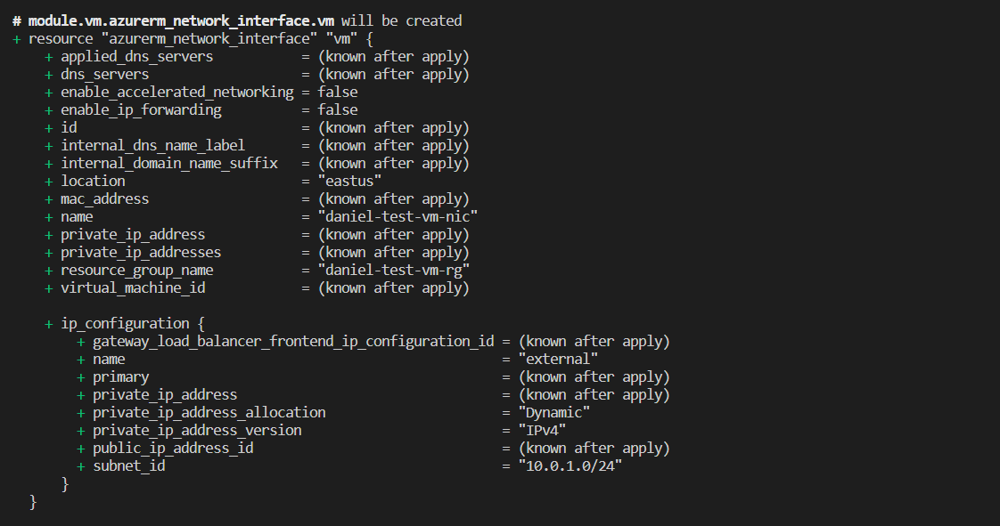 # module.vm.azurerm_network_interface.vm will be created
+ resource "azurerm_network_interface" "vm" {
    + applied_dns_servers           = (known after apply)
    + dns_servers                   = (known after apply)
    + enable_accelerated_networking = false
    + enable_ip_forwarding          = false
    + id                            = (known after apply)
    + internal_dns_name_label       = (known after apply)
    + internal_domain_name_suffix   = (known after apply)
    + location                      = "eastus"
    + mac_address                   = (known after apply)
    + name                          = "daniel-test-vm-nic"
    + private_ip_address            = (known after apply)
    + private_ip_addresses          = (known after apply)
    + resource_group_name           = "daniel-test-vm-rg"
    + virtual_machine_id            = (known after apply)

    + ip_configuration {
        + gateway_load_balancer_frontend_ip_configuration_id = (known after apply)
        + name                                               = "external"
        + primary                                            = (known after apply)
        + private_ip_address                                 = (known after apply)
        + private_ip_address_allocation                      = "Dynamic"
        + private_ip_address_version                         = "IPv4"
        + public_ip_address_id                               = (known after apply)
        + subnet_id                                          = "10.0.1.0/24"
      }
  }